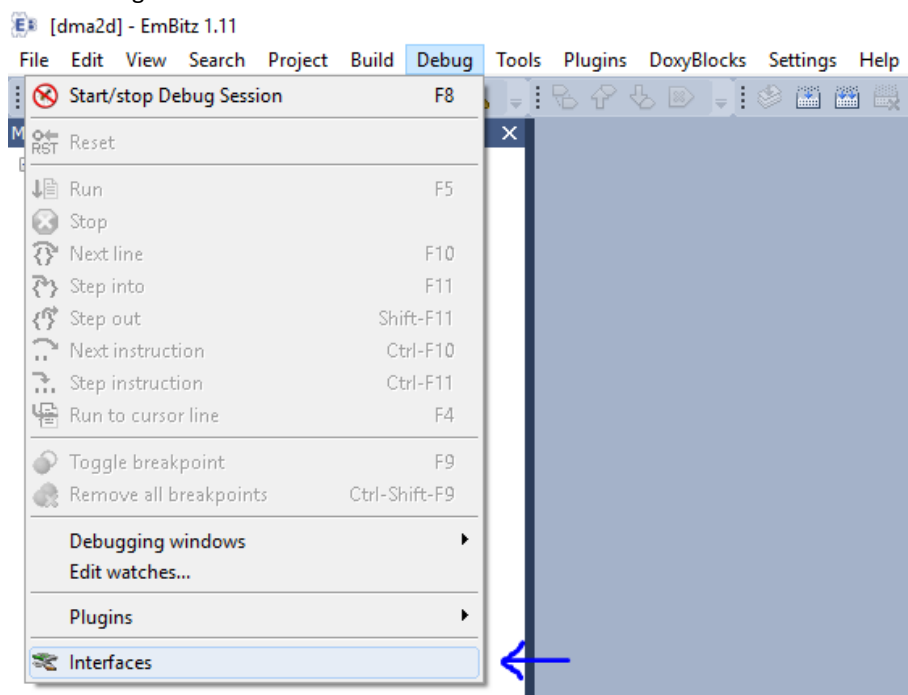 [dma2d] - EmBitz 1.11
File Edit View Search Project Build Debug Tools Plugins DoxyBlocks Settings Help
Start/stop Debug Session F8
Reset
Run F5
Stop
Next line F10
Step into F11
Step out Shift-F11
Next instruction Ctrl-F10
Step instruction Ctrl-F11
Run to cursor line F4
Toggle breakpoint F9
Remove all breakpoints Ctrl-Shift-F9
Debugging windows
Edit watches...
Plugins
Interfaces